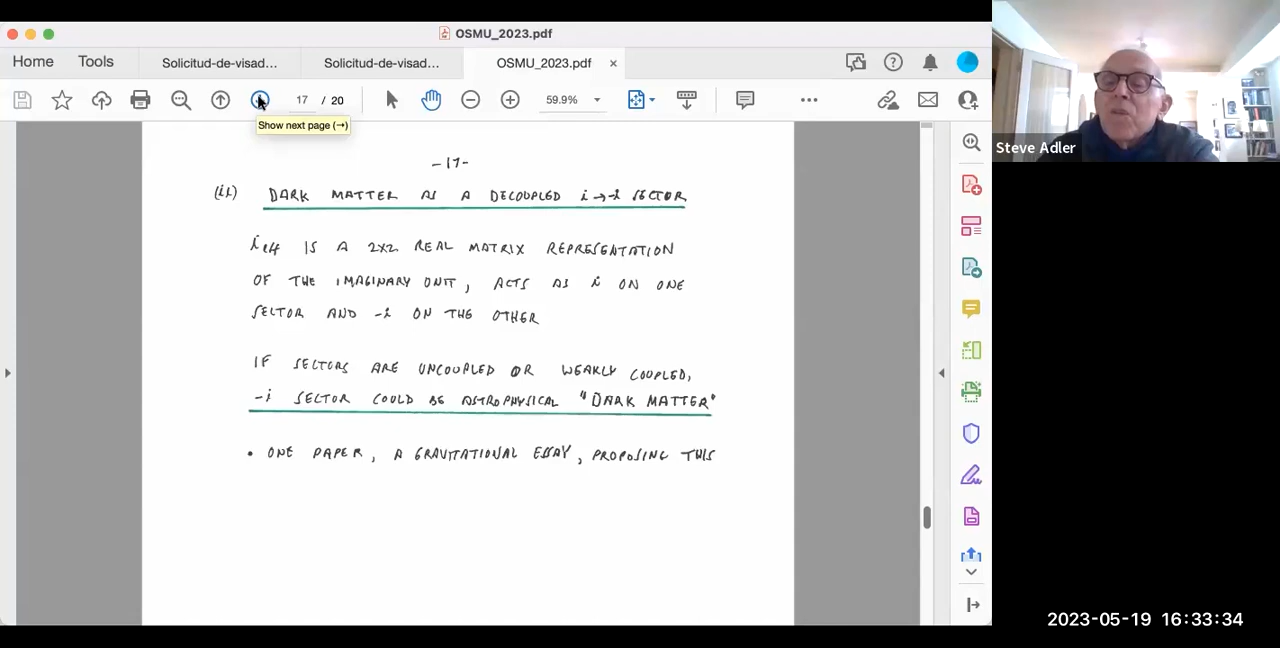 OSMU_2023.pdf
Home
Tools
Solicitud-de-visad...
Solicitud-de-visad...
OSMU_2023.pdf
17 / 20
59.9%
Show next page (→)
Steve Adler
-17-
(ii) DARK MATTER AS A DECOUPLED i→-i SECTOR
i eff IS A 2x2 REAL MATRIX REPRESENTATION
OF THE IMAGINARY UNIT, ACTS AS i ON ONE
SECTOR AND -i ON THE OTHER
IF SECTORS ARE UNCOUPLED OR WEAKLY COUPLED,
-i SECTOR COULD BE ASTROPHYSICAL "DARK MATTER"
• ONE PAPER, A GRAVITATIONAL ESSAY, PROPOSING THIS
2023-05-19 16:33:34